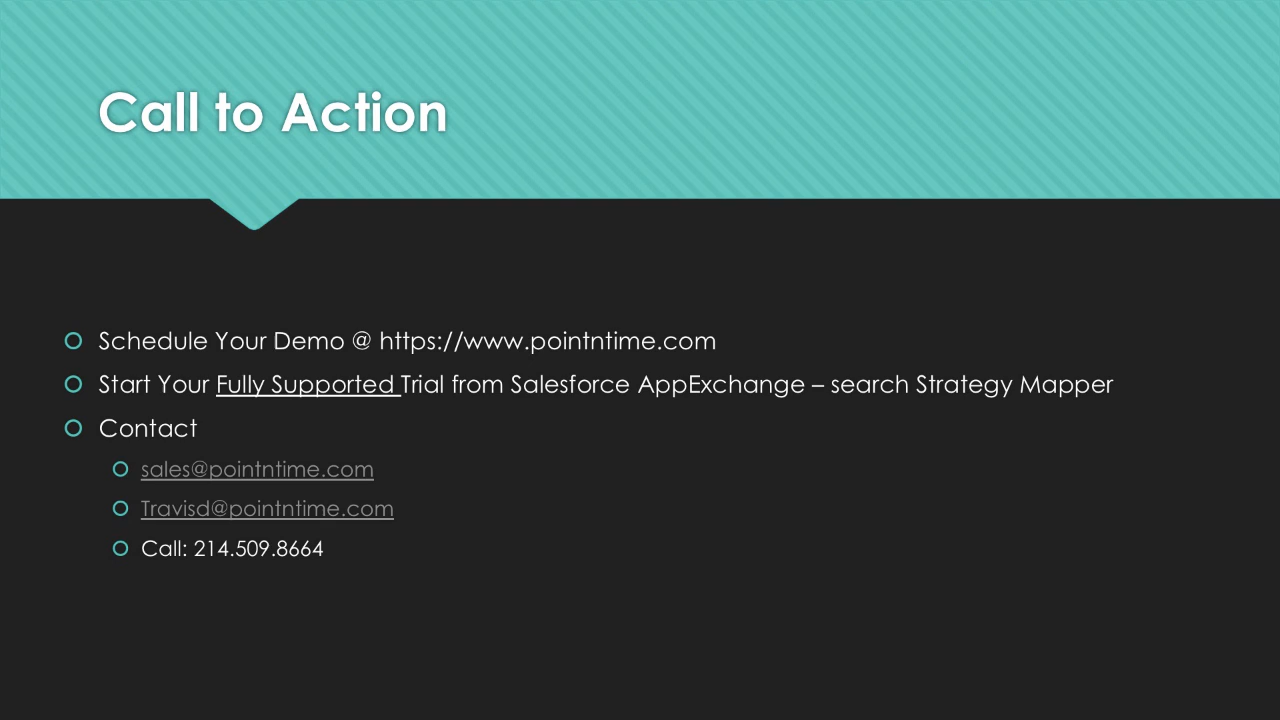 Call to Action
Schedule Your Demo @ https://www.pointntime.com
Start Your Fully Supported Trial from Salesforce AppExchange – search Strategy Mapper
Contact
sales@pointntime.com
Travisd@pointntime.com
Call: 214.509.8664